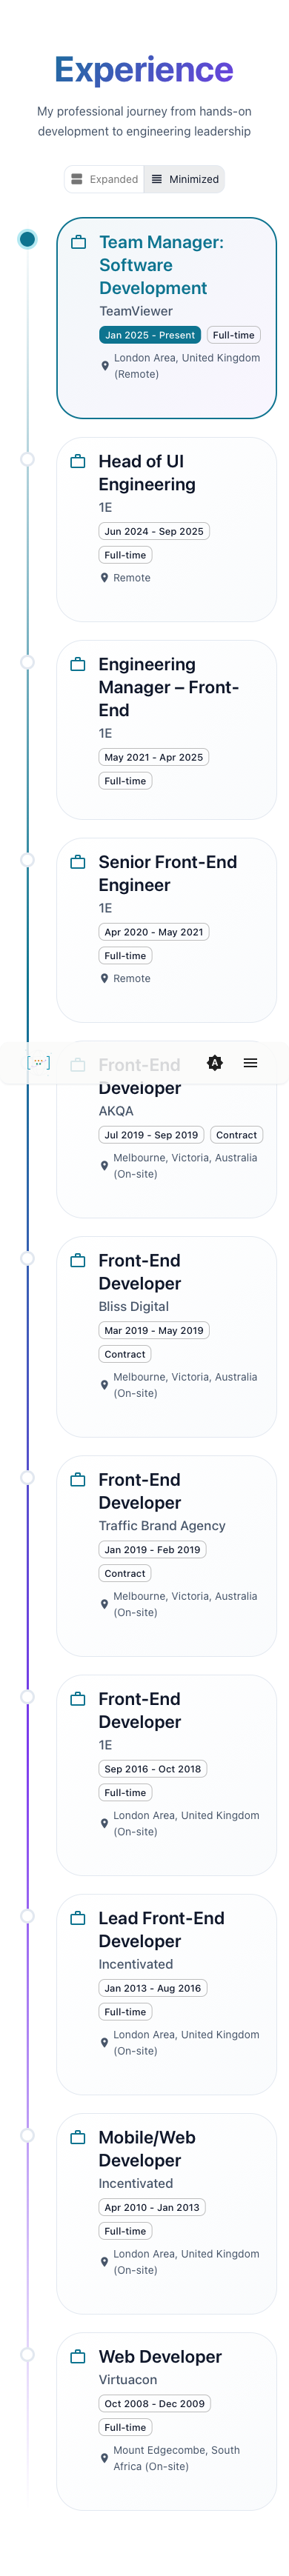 Experience
My professional journey from hands-on
development to engineering leadership
Expanded
Minimized
Team Manager:
Software
Development
TeamViewer
Jan 2025 - Present
Full-time
London Area, United Kingdom
(Remote)
Head of UI
Engineering
1E
Jun 2024 - Sep 2025
Full-time
Remote
Engineering
Manager – Front-
End
1E
May 2021 - Apr 2025
Full-time
Senior Front-End
Engineer
1E
Apr 2020 - May 2021
Full-time
Remote
Front-End
A
Developer
AKQA
Jul 2019 - Sep 2019
Contract
Melbourne, Victoria, Australia
(On-site)
Front-End
Developer
Bliss Digital
Mar 2019 - May 2019
Contract
Melbourne, Victoria, Australia
(On-site)
Front-End
Developer
Traffic Brand Agency
Jan 2019 - Feb 2019
Contract
Melbourne, Victoria, Australia
(On-site)
Front-End
Developer
1E
Sep 2016 - Oct 2018
Full-time
London Area, United Kingdom
(On-site)
Lead Front-End
Developer
Incentivated
Jan 2013 - Aug 2016
Full-time
London Area, United Kingdom
(On-site)
Mobile/Web
Developer
Incentivated
Apr 2010 - Jan 2013
Full-time
London Area, United Kingdom
(On-site)
Web Developer
Virtuacon
Oct 2008 - Dec 2009
Full-time
Mount Edgecombe, South
Africa (On-site)